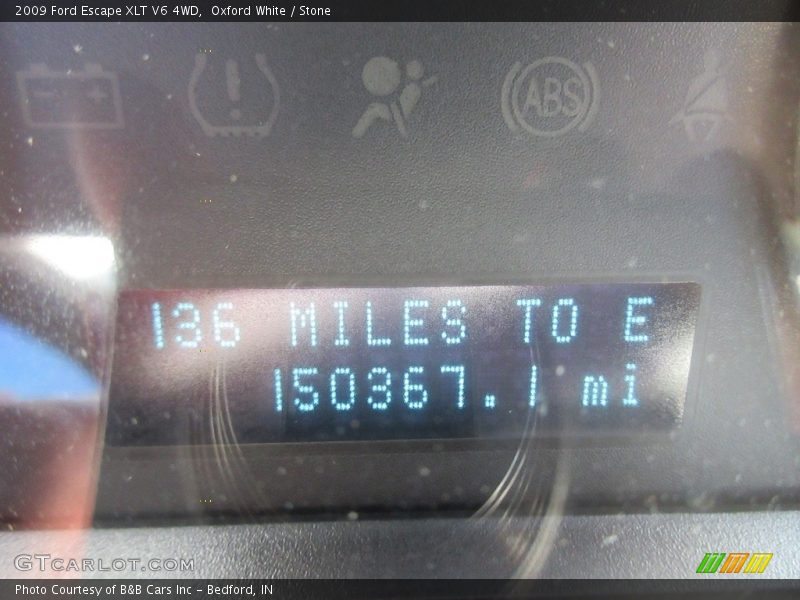 2009 Ford Escape XLT V6 4WD,  Oxford White / Stone
ABS
136 MILES TO E
150367.1 mi
GTCARLOT.COM
Photo Courtesy of B&B Cars Inc - Bedford, IN